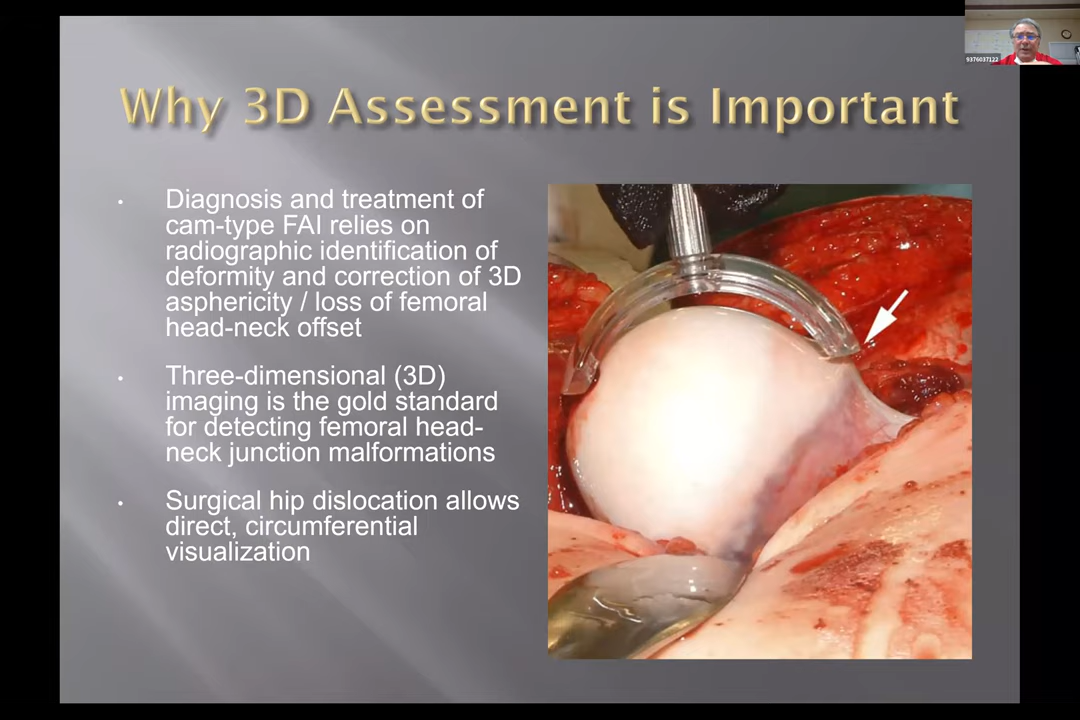 9376037122
Why 3D Assessment is Important
• Diagnosis and treatment of
cam-type FAI relies on
radiographic identification of
deformity and correction of 3D
asphericity / loss of femoral
head-neck offset
• Three-dimensional (3D)
imaging is the gold standard
for detecting femoral head-
neck junction malformations
• Surgical hip dislocation allows
direct, circumferential
visualization